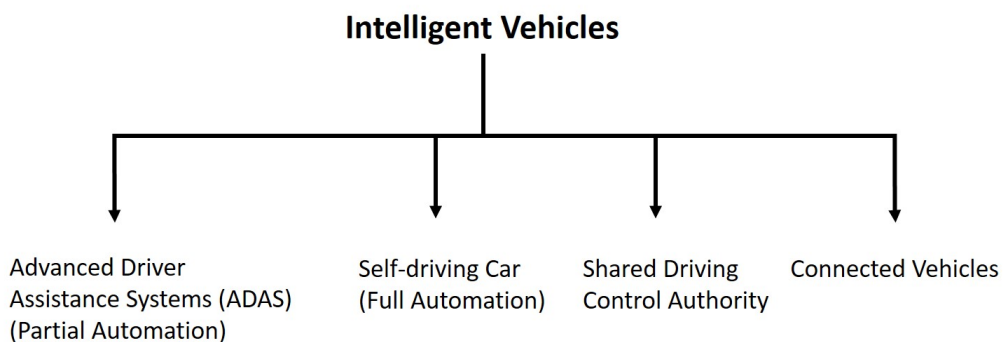 Intelligent Vehicles
Advanced Driver
Assistance Systems (ADAS)
(Partial Automation)
Self-driving Car
(Full Automation)
Shared Driving
Control Authority
Connected Vehicles